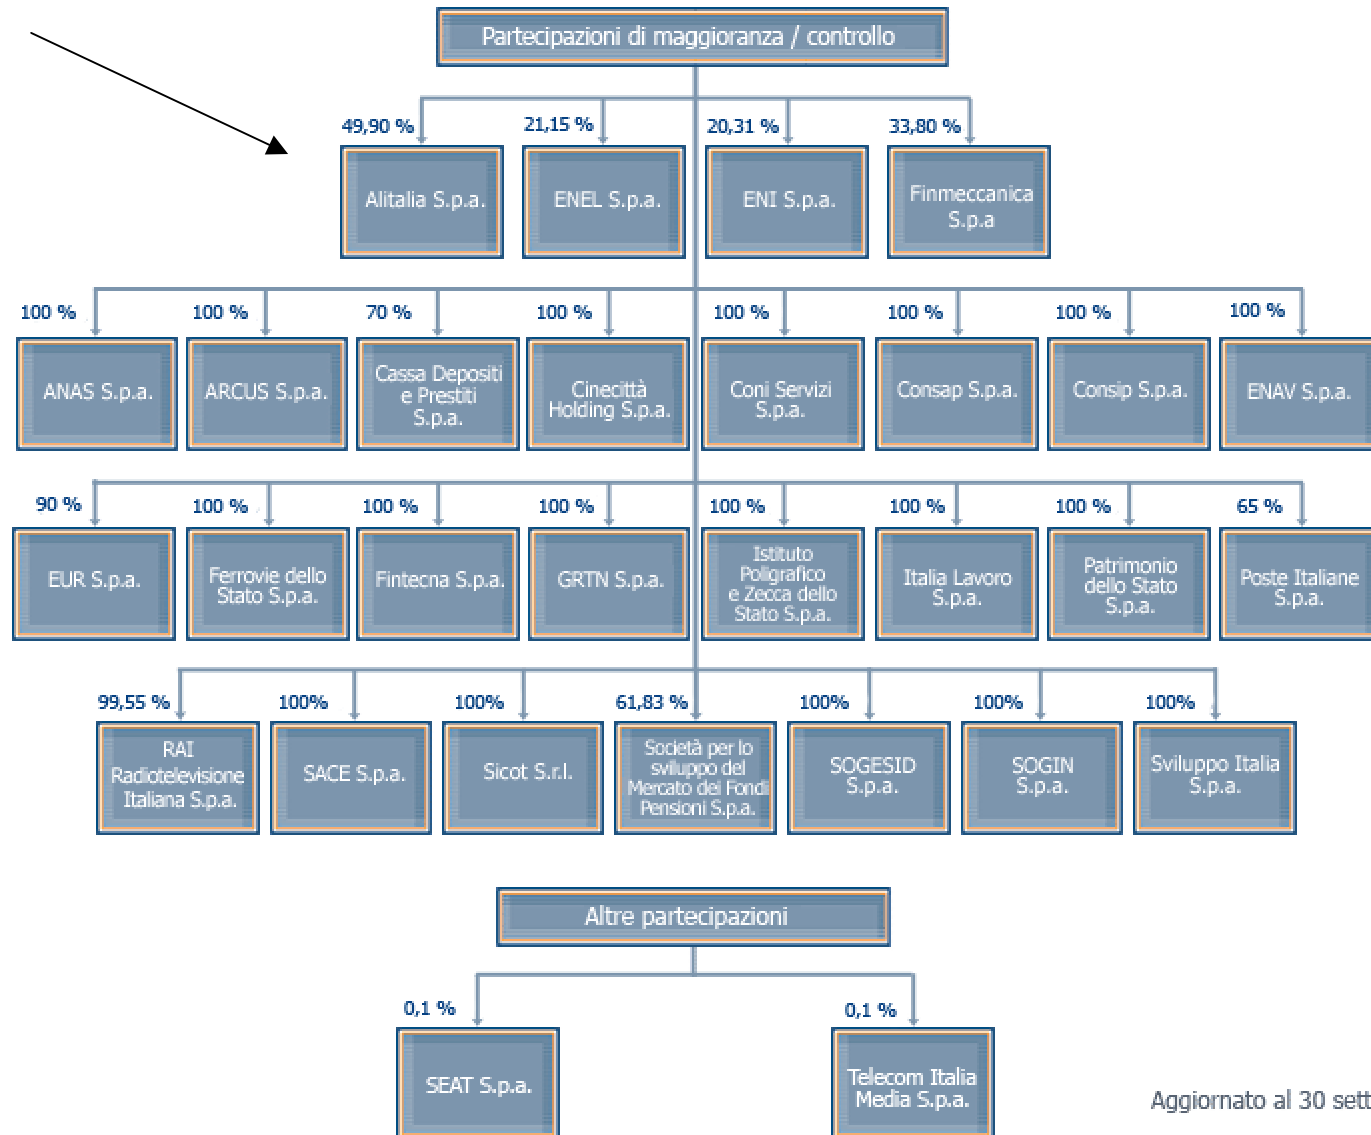 Partecipazioni di maggioranza / controllo
49,90 %
21,15 %
20,31 %
33,80 %
Alitalia S.p.a.
ENEL S.p.a.
ENI S.p.a.
Finmeccanica
S.p.a
100 %
100 %
70 %
100 %
100 %
100 %
100 %
100 %
ANAS S.p.a.
ARCUS S.p.a.
Cassa Depositi
e Prestiti
S.p.a.
Cinecittà
Holding S.p.a.
Coni Servizi
S.p.a.
Consap S.p.a.
Consip S.p.a.
ENAV S.p.a.
90 %
100 %
100 %
100 %
100 %
100 %
100 %
65 %
EUR S.p.a.
Ferrovie dello
Stato S.p.a.
Fintecna S.p.a.
GRTN S.p.a.
Istituto
Poligrafico
e Zecca dello
Stato S.p.a.
Italia Lavoro
S.p.a.
Patrimonio
dello Stato
S.p.a.
Poste Italiane
S.p.a.
99,55 %
100%
100%
61,83 %
100%
100%
100%
RAI
Radiotelevisione
Italiana S.p.a.
SACE S.p.a.
Sicot S.r.l.
Società per lo
sviluppo del
Mercato dei Fondi
Pensioni S.p.a.
SOGESID
S.p.a.
SOGIN
S.p.a.
Sviluppo Italia
S.p.a.
Altre partecipazioni
0,1 %
0,1 %
SEAT S.p.a.
Telecom Italia
Media S.p.a.
Aggiornato al 30 sett